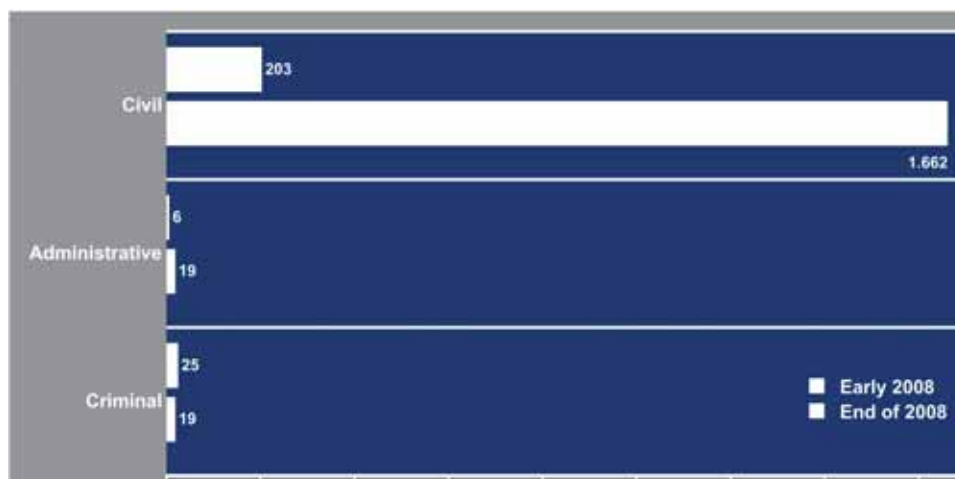 203
Civil
1.662
6
Administrative
19
25
Early 2008
Criminal
End of 2008
19